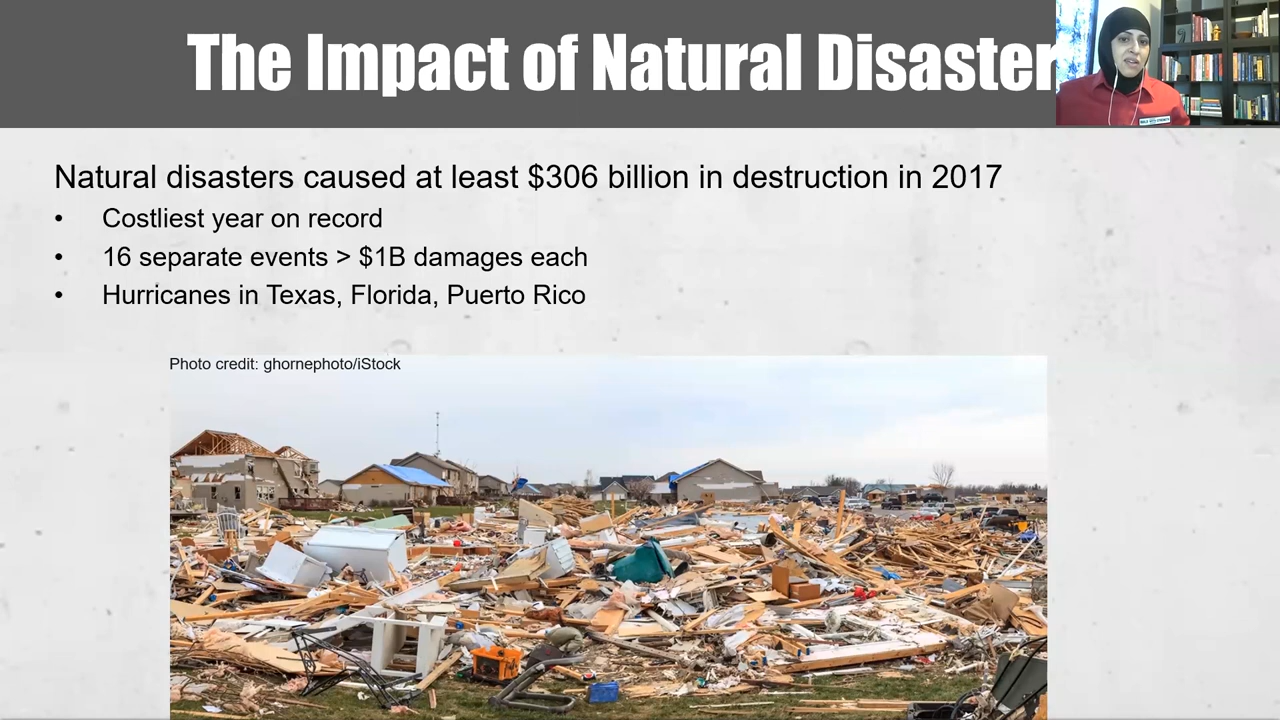 The Impact of Natural Disaster
Natural disasters caused at least $306 billion in destruction in 2017
• Costliest year on record
• 16 separate events > $1B damages each
• Hurricanes in Texas, Florida, Puerto Rico
Photo credit: ghornephoto/iStock